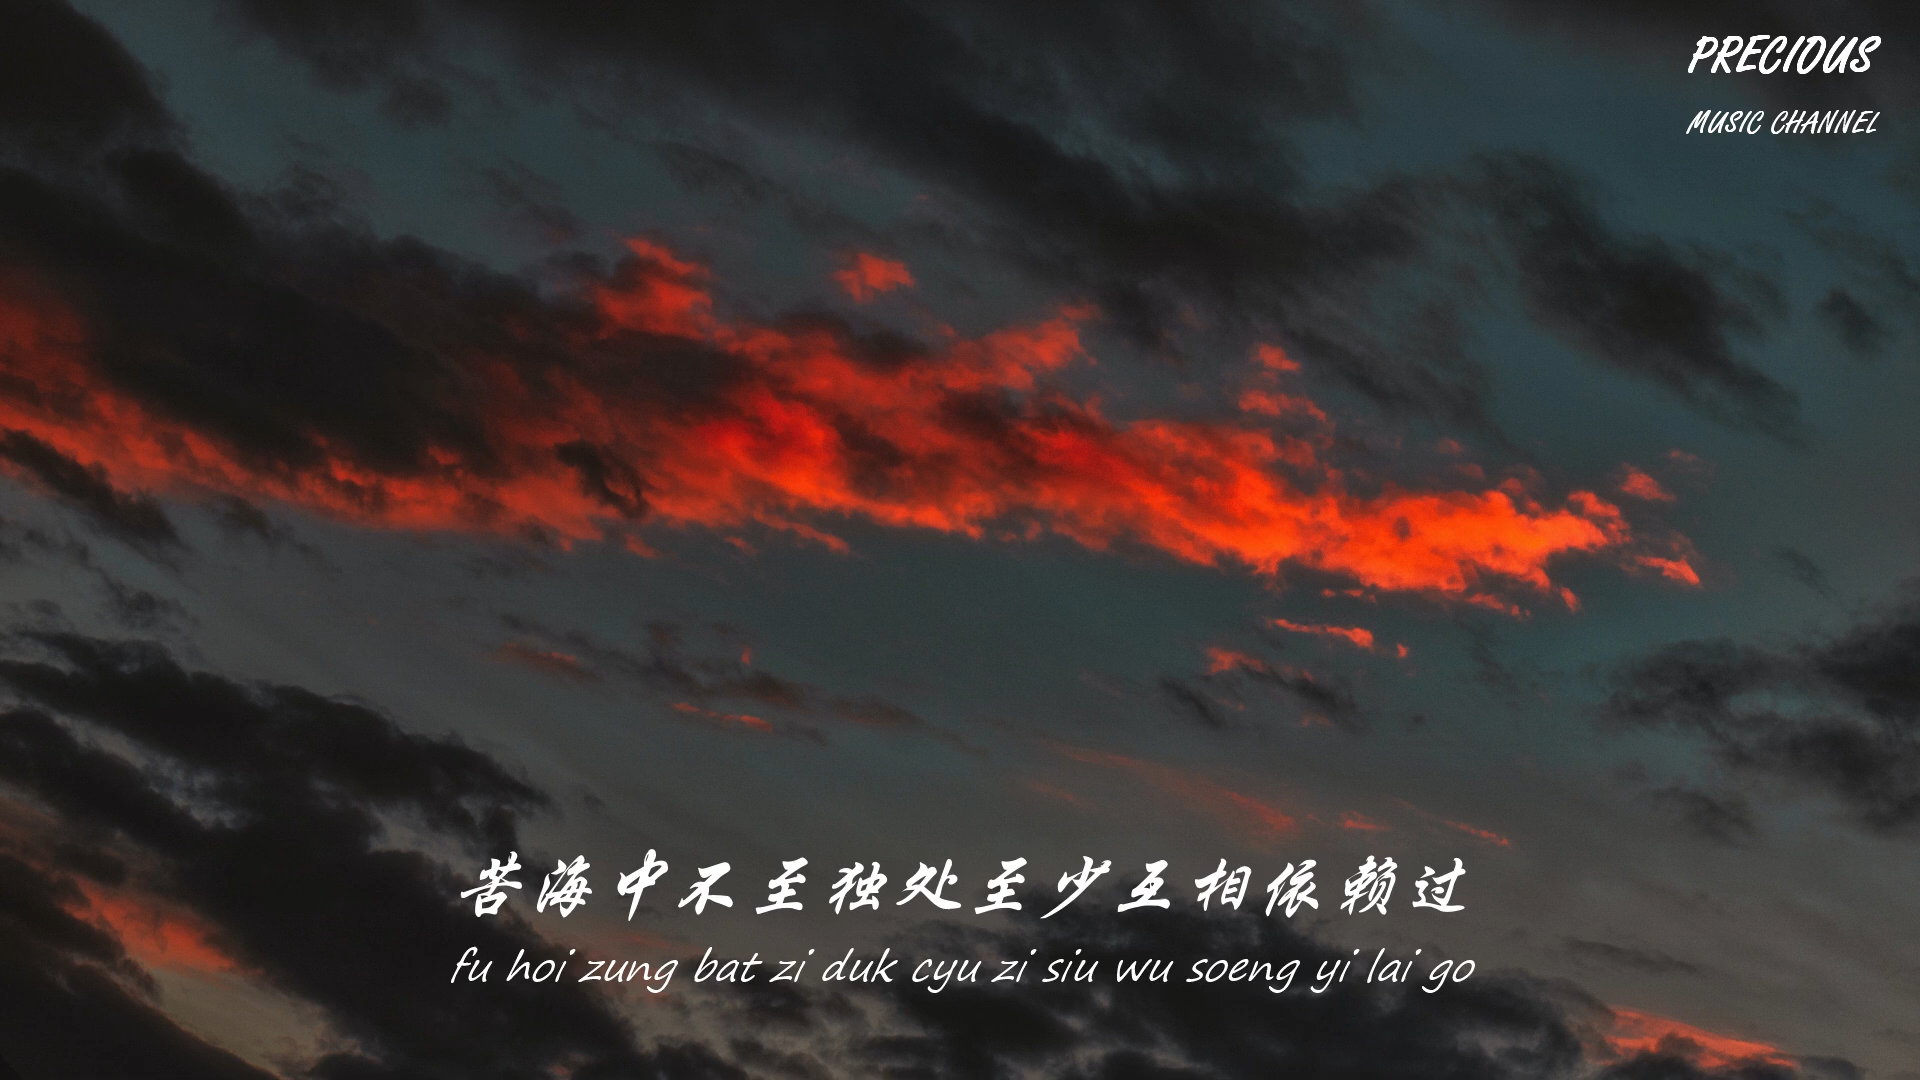 PRECIOUS
MUSIC CHANNEL
苦海中不至独处至少互相依赖过
fu hoi zung bat zi duk cyu zi siu wu soeng yi lai go